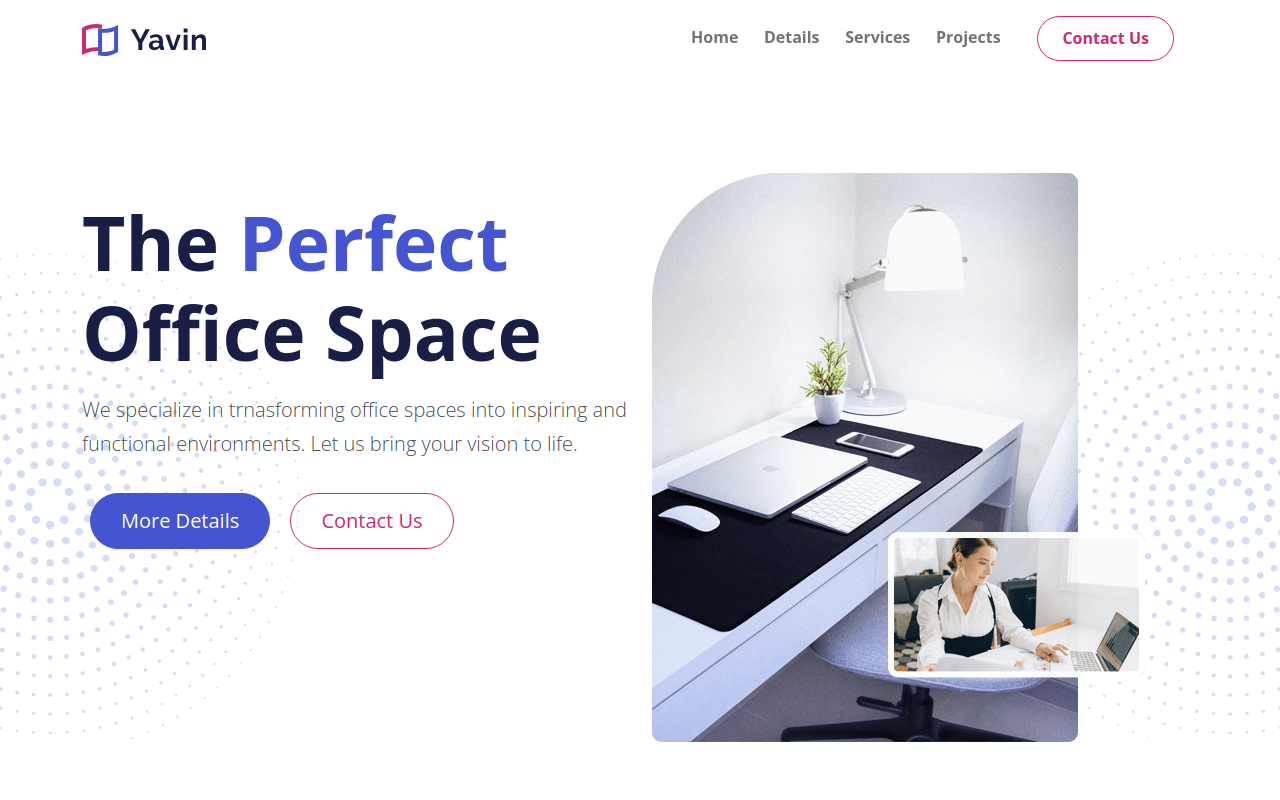 Yavin
Home
Details
Services
Projects
Contact Us
The Perfect
Office Space
We specialize in trnasforming office spaces into inspiring and
functional environments. Let us bring your vision to life.
More Details
Contact Us